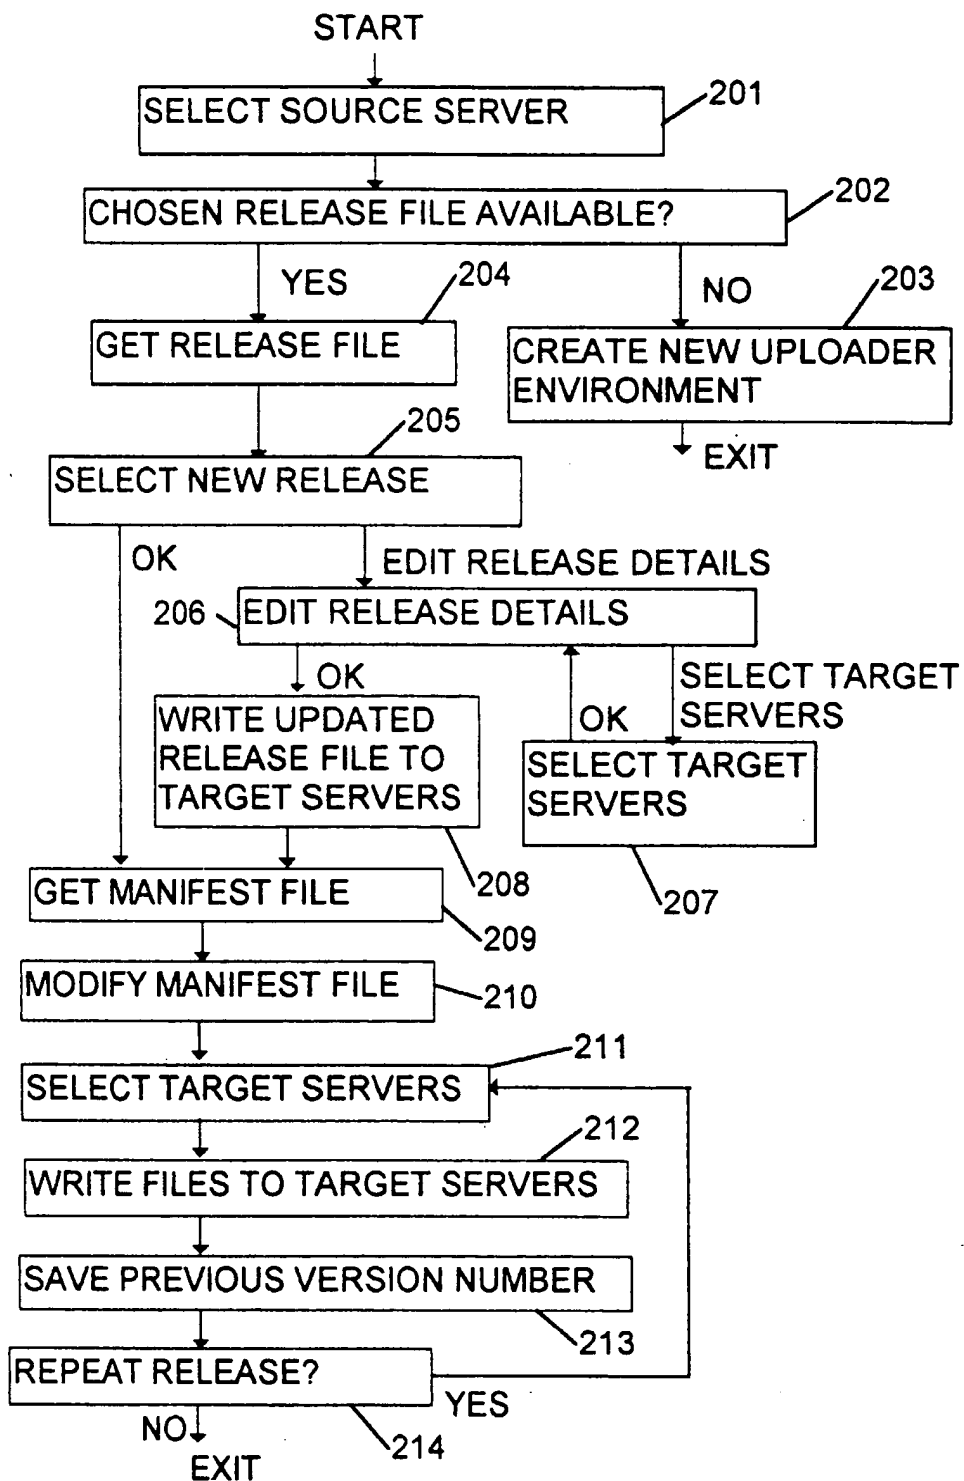 START
SELECT SOURCE SERVER
201
CHOSEN RELEASE FILE AVAILABLE?
202
YES
204
NO
203
GET RELEASE FILE
CREATE NEW UPLOADER
ENVIRONMENT
205
EXIT
SELECT NEW RELEASE
OK
EDIT RELEASE DETAILS
206
EDIT RELEASE DETAILS
OK
SELECT TARGET
SERVERS
OK
WRITE UPDATED
RELEASE FILE TO
TARGET SERVERS
SELECT TARGET
SERVERS
208
207
GET MANIFEST FILE
209
MODIFY MANIFEST FILE
210
211
SELECT TARGET SERVERS
212
WRITE FILES TO TARGET SERVERS
SAVE PREVIOUS VERSION NUMBER
213
REPEAT RELEASE?
YES
NO
214
EXIT